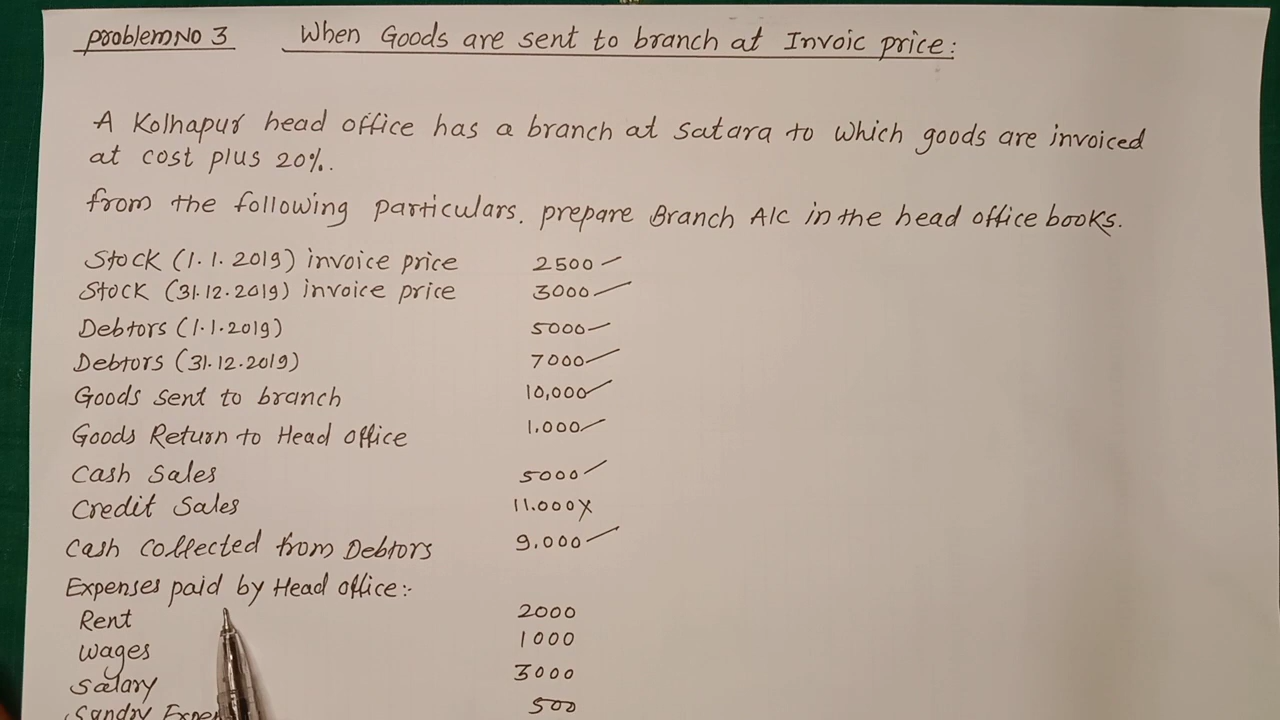 problem No 3 When Goods are sent to branch at Invoic price:
A Kolhapur head office has a branch at Satara to which goods are invoiced
at cost plus 20%.
from the following particulars. prepare Branch A/C in the head office books.
Stock (1.1.2019) invoice price 2500
Stock (31.12.2019) invoice price 3000
Debtors (1.1.2019) 5000
Debtors (31.12.2019) 7000
Goods sent to branch 10,000
Goods Return to Head office 1.000
Cash Sales 5000
Credit Sales 11.000x
Cash collected from Debtors 9,000
Expenses paid by Head office:-
Rent 2000
Wages 1000
Salary 3000
Sandry 500